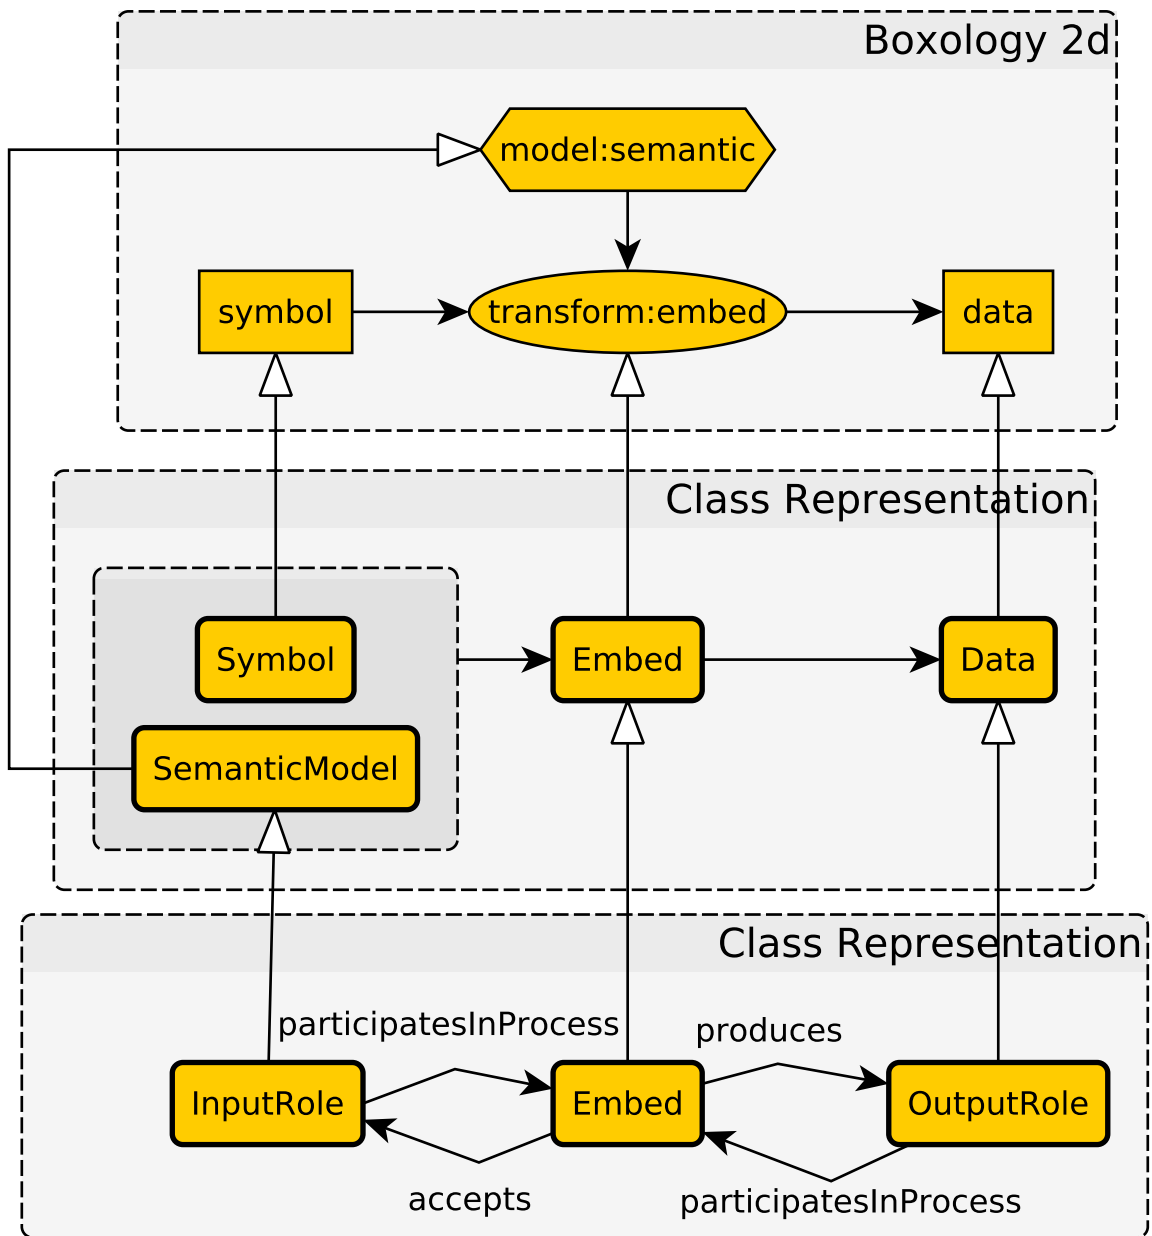 Boxology 2d
model:semantic
symbol
transform:embed
data
Class Representation
Symbol
Embed
Data
SemanticModel
Class Representation
participatesInProcess
produces
InputRole
Embed
OutputRole
accepts
participatesInProcess